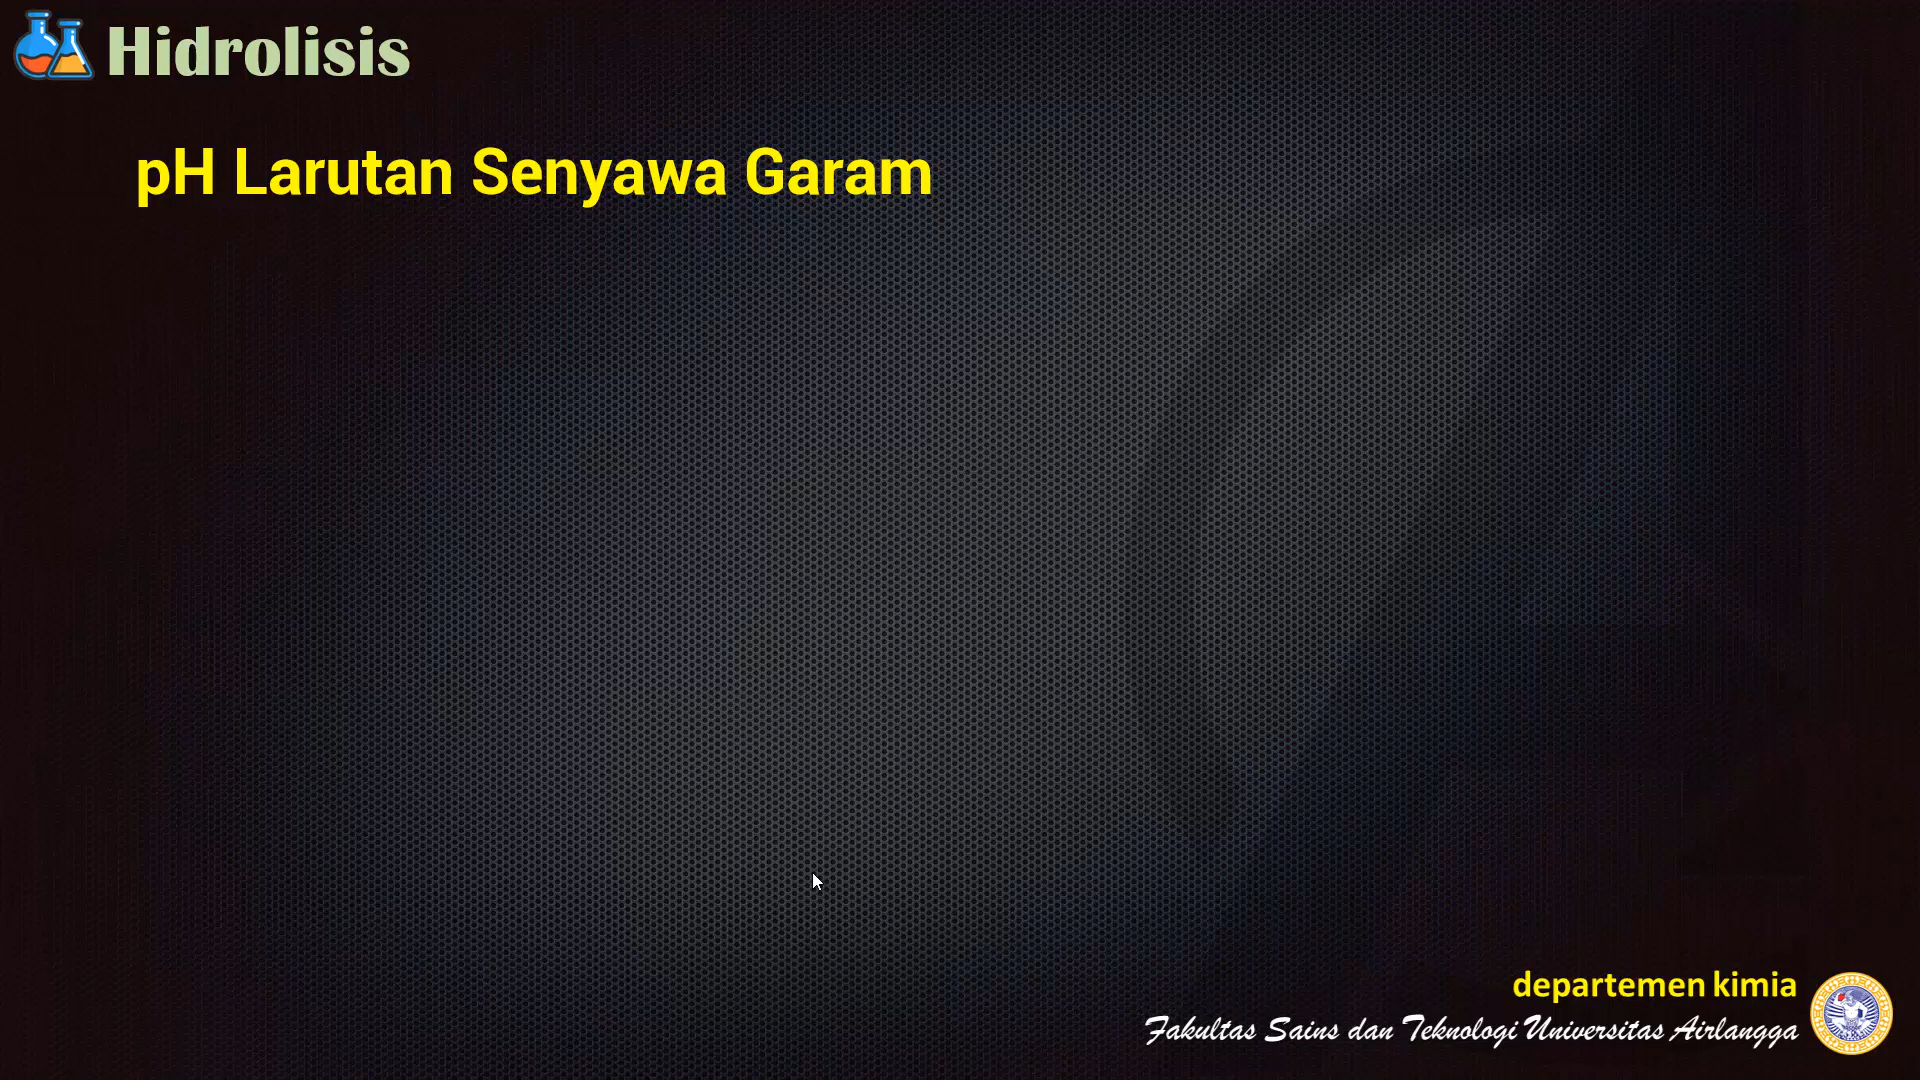 Hidrolisis
pH Larutan Senyawa Garam
departemen kimia
Fakultas Sains dan Teknologi Universitas Airlangga